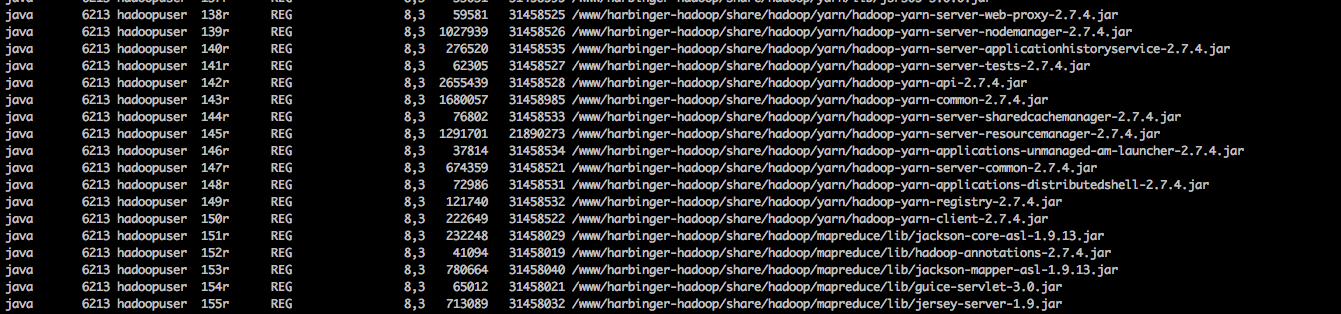 java 6213 hadoopuser 138r REG 8,3 59581 31458525 /www/harbinger-hadoop/share/hadoop/yarn/hadoop-yarn-server-web-proxy-2.7.4.jar
java 6213 hadoopuser 139r REG 8,3 1027939 31458526 /www/harbinger-hadoop/share/hadoop/yarn/hadoop-yarn-server-nodemanager-2.7.4.jar
java 6213 hadoopuser 140r REG 8,3 276520 31458535 /www/harbinger-hadoop/share/hadoop/yarn/hadoop-yarn-server-applicationhistoryservice-2.7.4.jar
java 6213 hadoopuser 141r REG 8,3 62305 31458527 /www/harbinger-hadoop/share/hadoop/yarn/hadoop-yarn-server-tests-2.7.4.jar
java 6213 hadoopuser 142r REG 8,3 2655439 31458528 /www/harbinger-hadoop/share/hadoop/yarn/hadoop-yarn-api-2.7.4.jar
java 6213 hadoopuser 143r REG 8,3 1680057 31458985 /www/harbinger-hadoop/share/hadoop/yarn/hadoop-yarn-common-2.7.4.jar
java 6213 hadoopuser 144r REG 8,3 76802 31458533 /www/harbinger-hadoop/share/hadoop/yarn/hadoop-yarn-server-sharedcachemanager-2.7.4.jar
java 6213 hadoopuser 145r REG 8,3 1291701 21890273 /www/harbinger-hadoop/share/hadoop/yarn/hadoop-yarn-server-resourcemanager-2.7.4.jar
java 6213 hadoopuser 146r REG 8,3 37814 31458534 /www/harbinger-hadoop/share/hadoop/yarn/hadoop-yarn-applications-unmanaged-am-launcher-2.7.4.jar
java 6213 hadoopuser 147r REG 8,3 674359 31458521 /www/harbinger-hadoop/share/hadoop/yarn/hadoop-yarn-server-common-2.7.4.jar
java 6213 hadoopuser 148r REG 8,3 72986 31458531 /www/harbinger-hadoop/share/hadoop/yarn/hadoop-yarn-applications-distributedshell-2.7.4.jar
java 6213 hadoopuser 149r REG 8,3 121740 31458532 /www/harbinger-hadoop/share/hadoop/yarn/hadoop-yarn-registry-2.7.4.jar
java 6213 hadoopuser 150r REG 8,3 222649 31458522 /www/harbinger-hadoop/share/hadoop/yarn/hadoop-yarn-client-2.7.4.jar
java 6213 hadoopuser 151r REG 8,3 232248 31458029 /www/harbinger-hadoop/share/hadoop/mapreduce/lib/jackson-core-asl-1.9.13.jar
java 6213 hadoopuser 152r REG 8,3 41094 31458019 /www/harbinger-hadoop/share/hadoop/mapreduce/lib/hadoop-annotations-2.7.4.jar
java 6213 hadoopuser 153r REG 8,3 780664 31458040 /www/harbinger-hadoop/share/hadoop/mapreduce/lib/jackson-mapper-asl-1.9.13.jar
java 6213 hadoopuser 154r REG 8,3 65012 31458021 /www/harbinger-hadoop/share/hadoop/mapreduce/lib/guice-servlet-3.0.jar
java 6213 hadoopuser 155r REG 8,3 713089 31458032 /www/harbinger-hadoop/share/hadoop/mapreduce/lib/jersey-server-1.9.jar